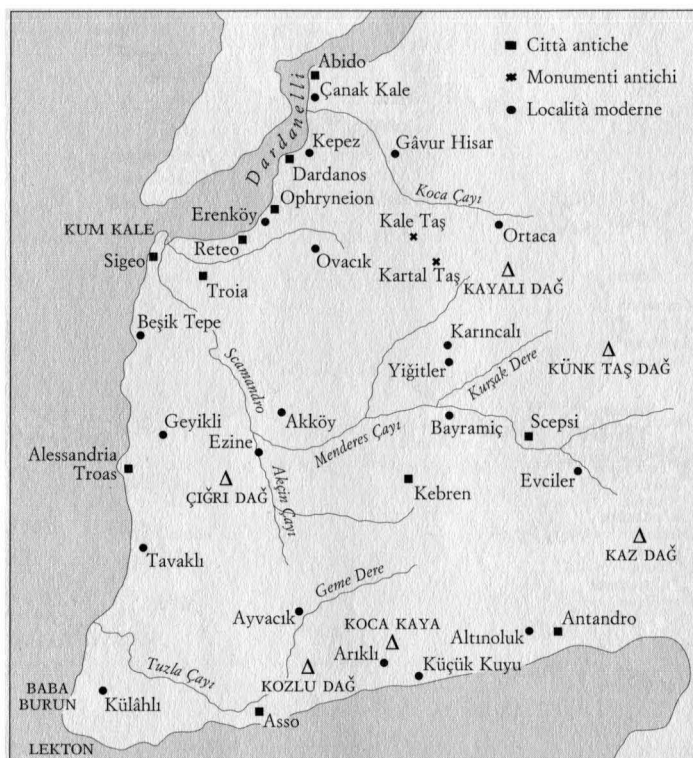 Città antiche
Monumenti antichi
Località moderne
Abido
Çanak Kale
Dardanelli
Kepez
Gâvur Hisar
Dardanos
Koca Çayı
Ophryneion
Erenköy
Kale Taş
KUM KALE
Reteo
Ortaca
Sigeo
Ovacık
Kartal Taş
Troia
KAYALI DAĞ
Beşik Tepe
Karıncalı
Scamandro
Yiğitler
Kurşak Dere
KÜNK TAŞ DAĞ
Geyikli
Akköy
Bayramiç
Scepsi
Ezine
Menderes Çayı
Alessandria
Troas
ÇIĞRI DAĞ
Akçin Çayı
Kebren
Evciler
Tavaklı
KAZ DAĞ
Geme Dere
Ayvacık
KOCA KAYA
Altınoluk
Antandro
Arıklı
Tuzla Çayı
KOZLU DAĞ
Küçük Kuyu
BABA
BURUN
Külâhlı
Asso
LEKTON